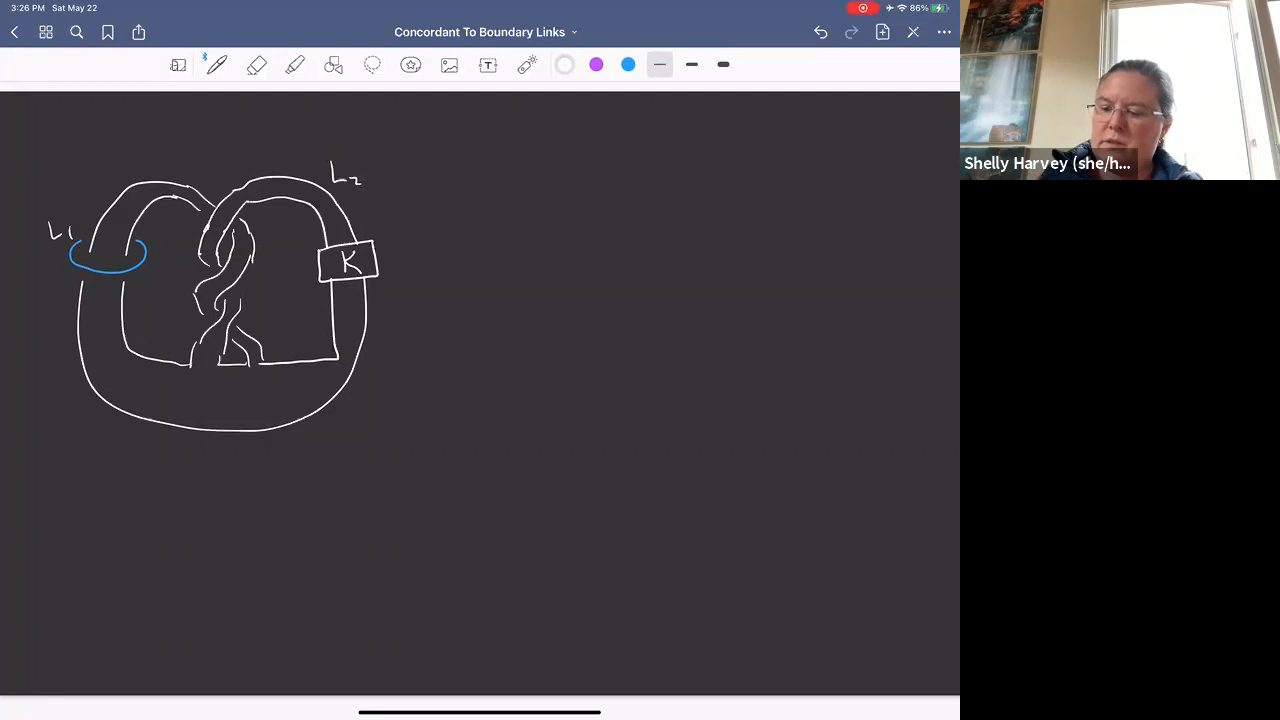 3:26 PM Sat May 22
86%
Concordant To Boundary Links
T
L1
L2
K
Shelly Harvey (she/h...